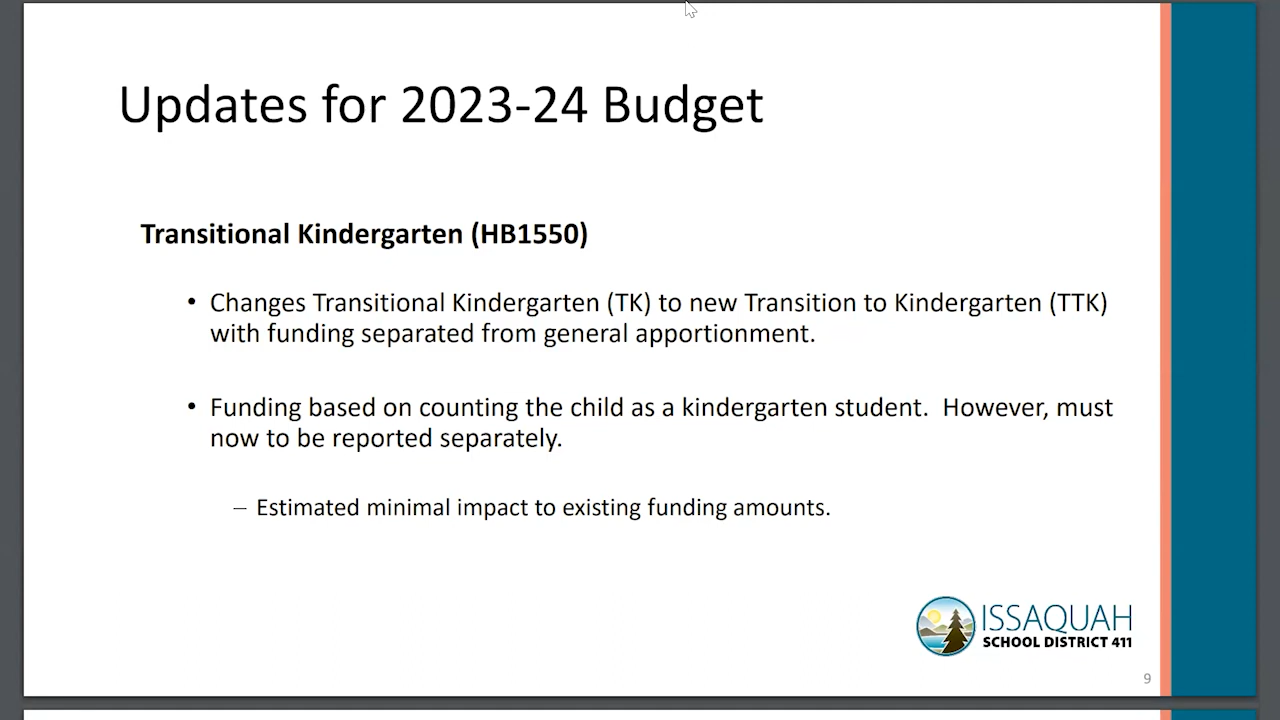 Updates for 2023-24 Budget
Transitional Kindergarten (HB1550)
• Changes Transitional Kindergarten (TK) to new Transition to Kindergarten (TTK)
with funding separated from general apportionment.
• Funding based on counting the child as a kindergarten student.  However, must
now to be reported separately.
– Estimated minimal impact to existing funding amounts.
ISSAQUAH
SCHOOL DISTRICT 411
9